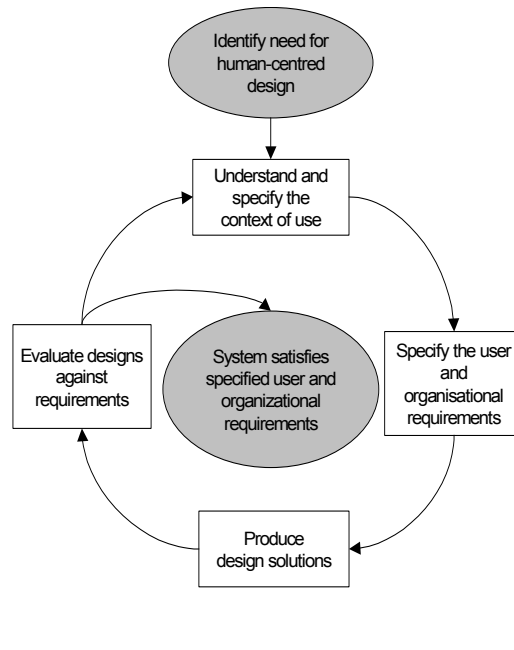 Identify need for
human-centred
design
Understand and
specify the
context of use
Specify the user
and
organisational
requirements
Produce
design solutions
Evaluate designs
against
requirements
System satisfies
specified user and
organizational
requirements